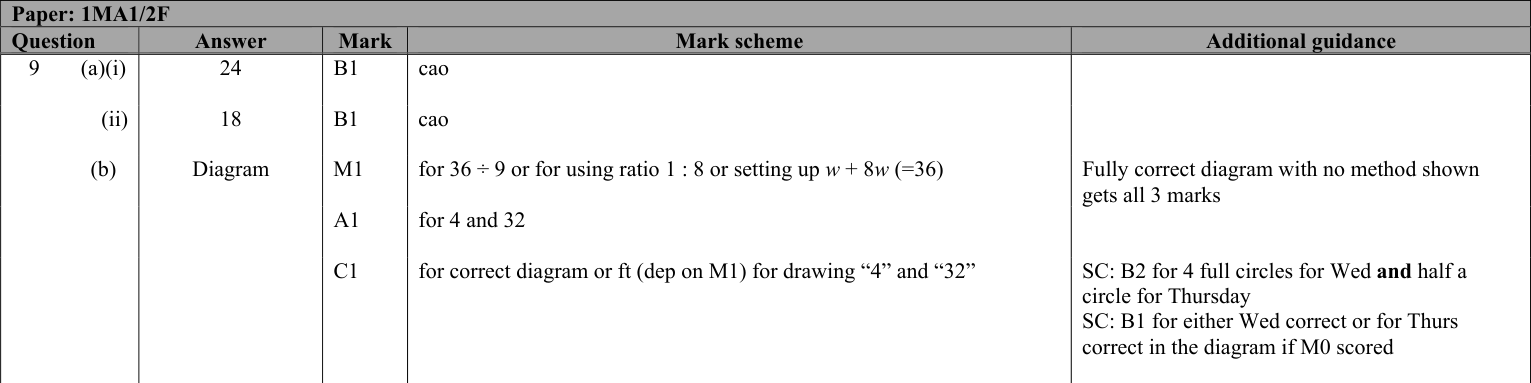 Paper: 1MA1/2F
Question Answer Mark Mark scheme Additional guidance
9 (a)(i) 24 B1 cao
(ii) 18 B1 cao
(b) Diagram M1 for 36 ÷ 9 or for using ratio 1 : 8 or setting up w + 8w (=36) Fully correct diagram with no method shown
gets all 3 marks
A1 for 4 and 32
C1 for correct diagram or ft (dep on M1) for drawing “4” and “32” SC: B2 for 4 full circles for Wed and half a
circle for Thursday
SC: B1 for either Wed correct or for Thurs
correct in the diagram if M0 scored